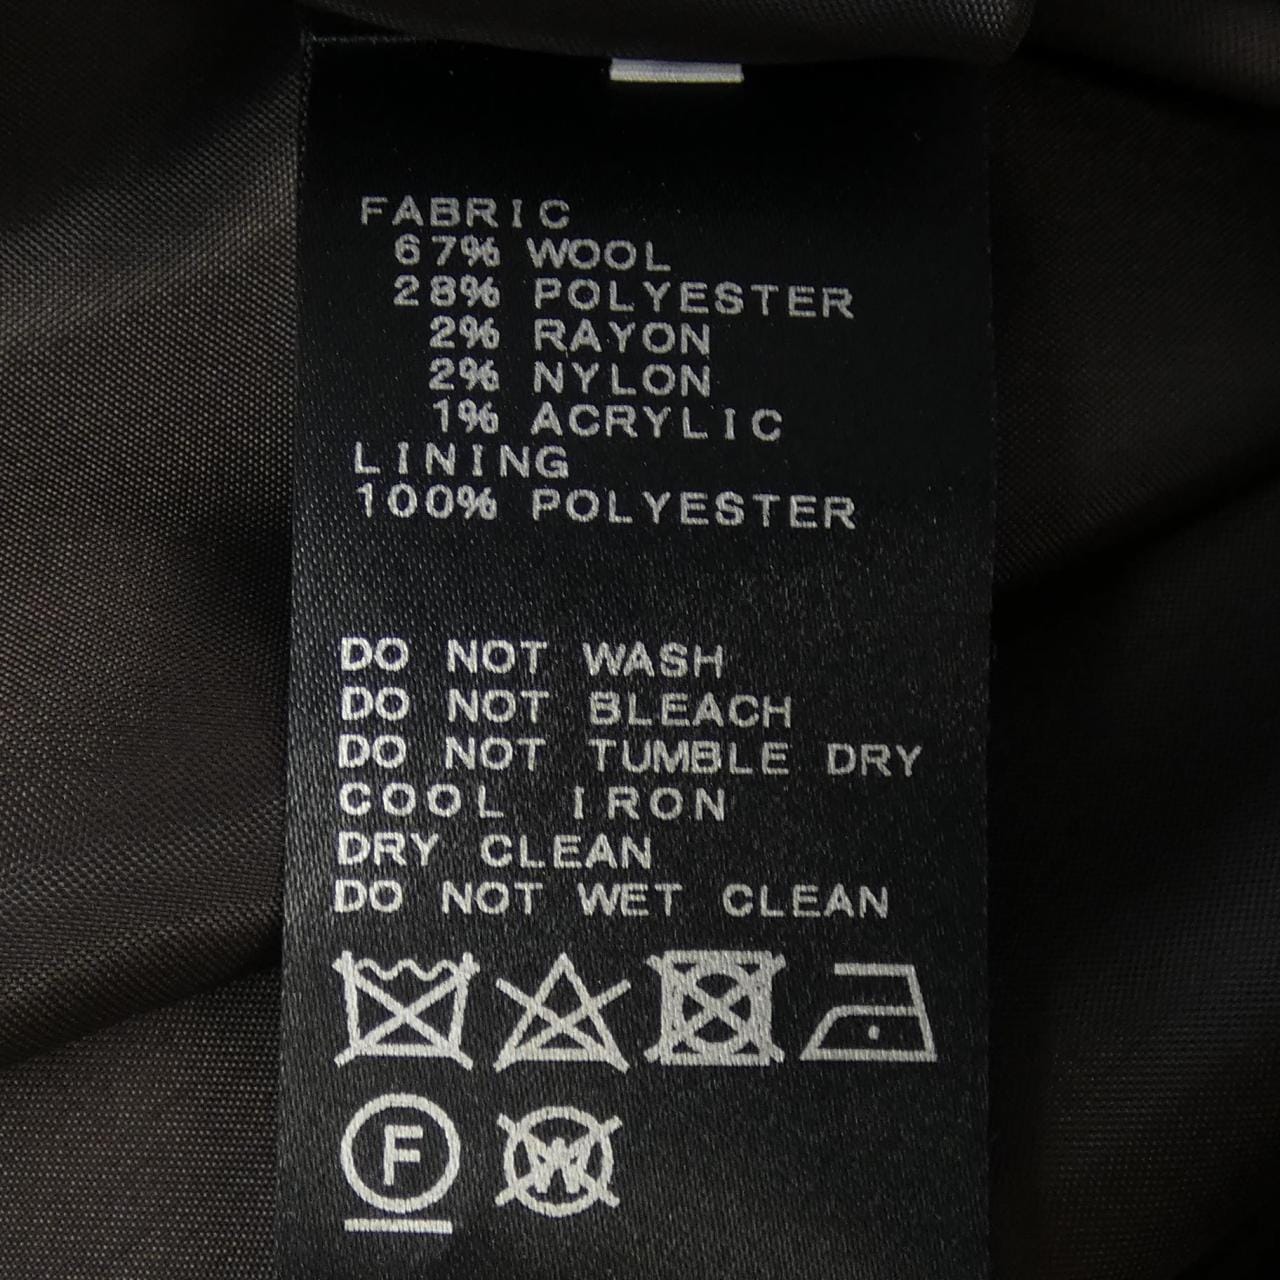 FABRIC
67% WOOL
28% POLYESTER
2% RAYON
2% NYLON
1% ACRYLIC
LINING
100% POLYESTER
DO NOT WASH
DO NOT BLEACH
DO NOT TUMBLE DRY
COOL IRON
DRY CLEAN
DO NOT WET CLEAN
F W